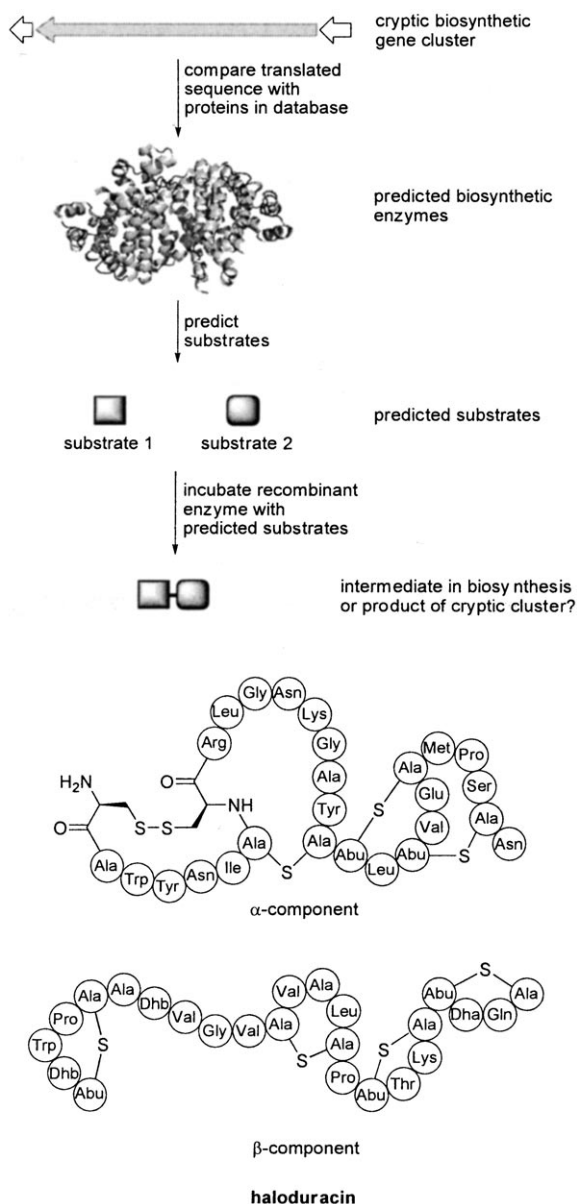 cryptic biosynthetic
gene cluster
compare translated
sequence with
proteins in database
predicted biosynthetic
enzymes
predict
substrates
predicted substrates
substrate 1
substrate 2
incubate recombinant
enzyme with
predicted substrates
intermediate in biosynthesis
or product of cryptic cluster?
Gly Asn
Leu Lys
Arg Gly
Met Pro
Ala Ser
H₂N O NH Ala Glu
S Ala
Tyr Val
O S–S Ala Ala Abu Abu S Asn
Ala Ile S Leu
Trp Tyr Asn
α-component
S
Val Ala
Ala Ala Abu Ala
Dhb Leu Dha Gln
Pro Val Gly Val Ala Ala
Trp S Ala S
S Lys
Dhb Pro Thr
Abu Abu
β-component
haloduracin